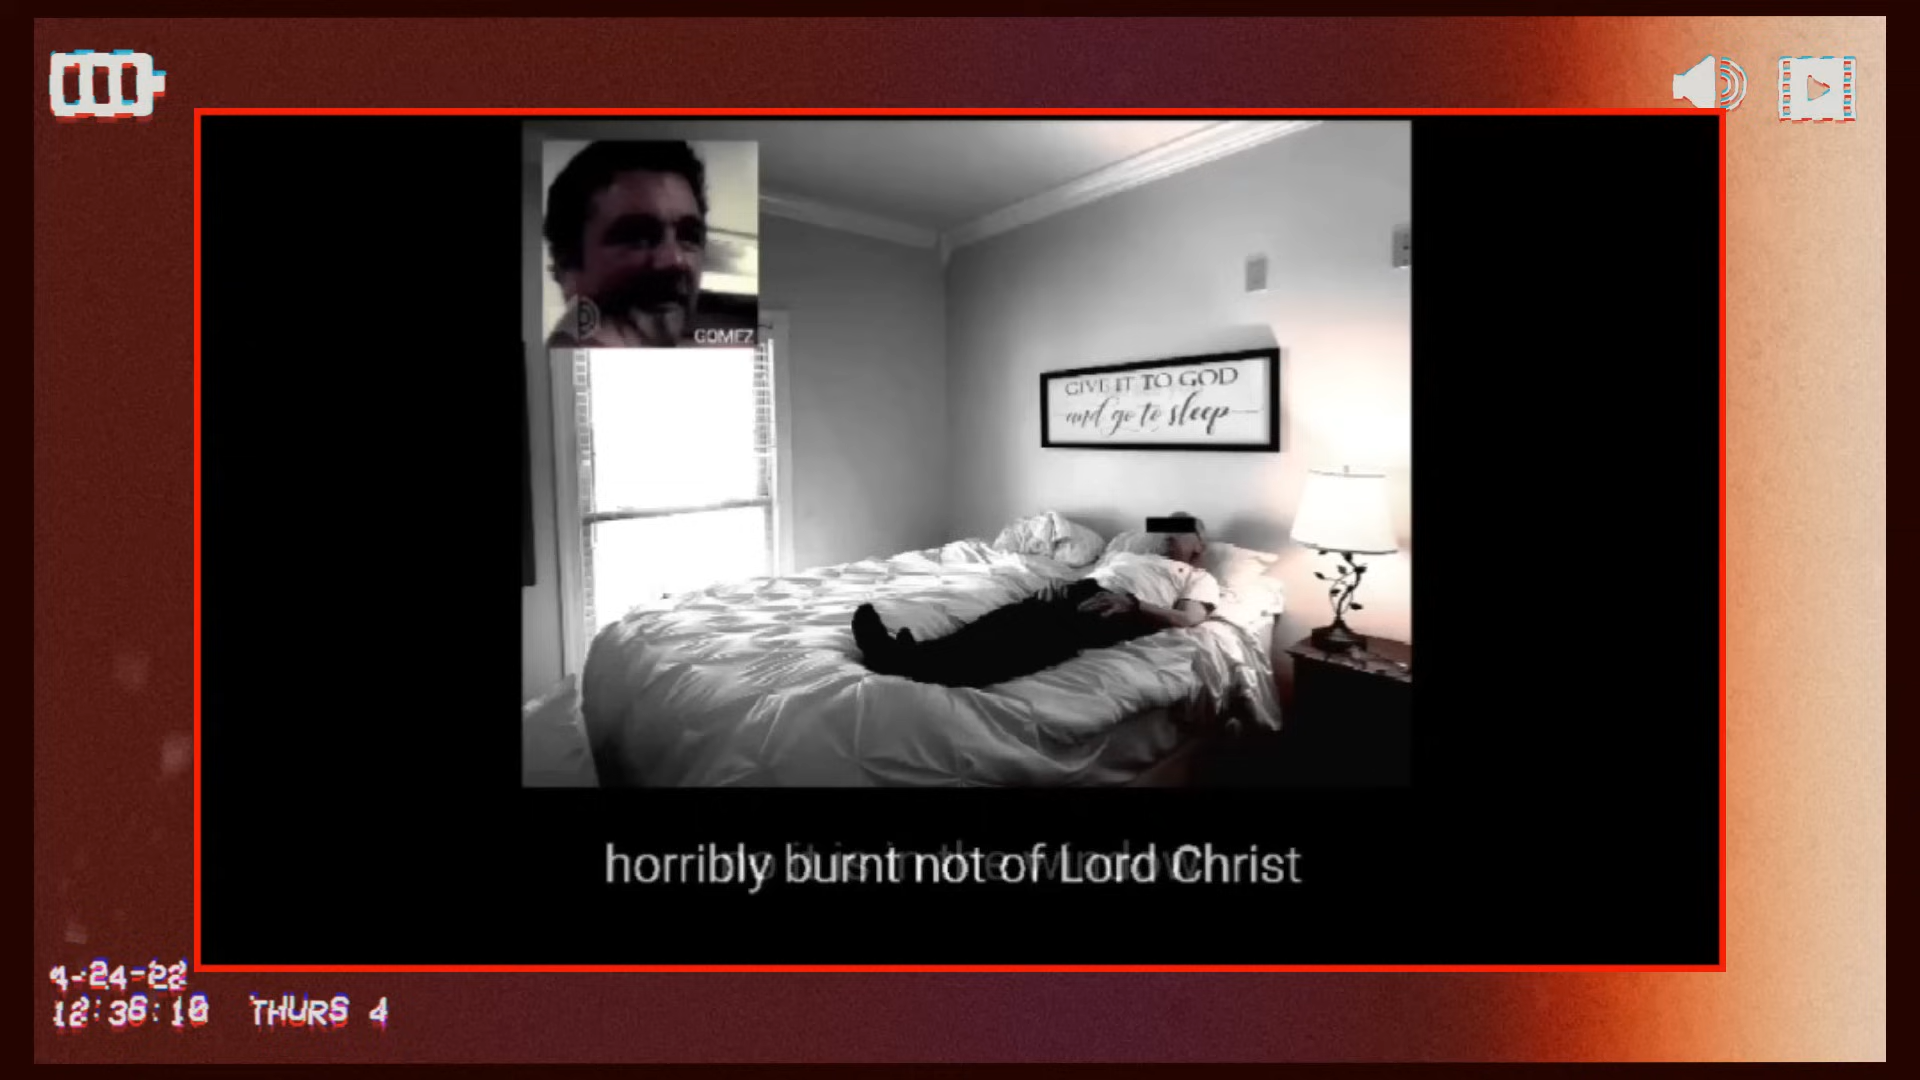 GOMEZ
GIVE IT TO GOD
and go to sleep
horribly burnt not of Lord Christ
4-24-22
12:36:10 THURS 4